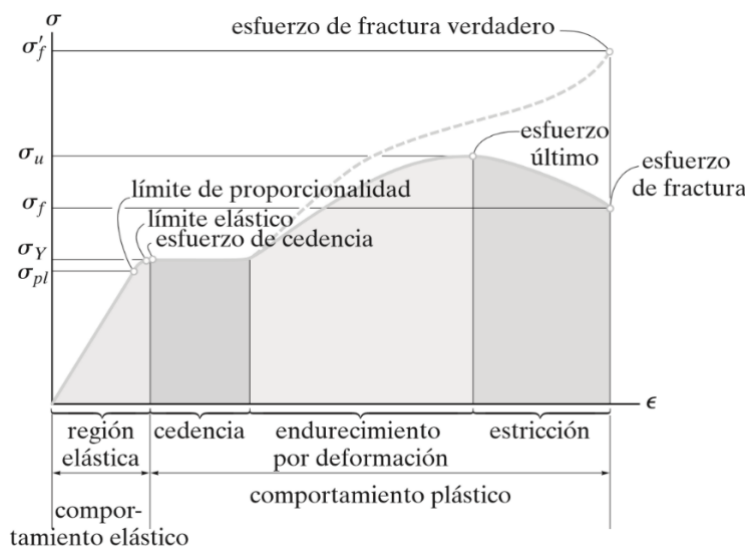 σ
esfuerzo de fractura verdadero
σ′f
σu
esfuerzo
último
esfuerzo
de fractura
límite de proporcionalidad
σf
límite elástico
esfuerzo de cedencia
σY
σpl
ϵ
región
elástica
cedencia
endurecimiento
por deformación
estricción
comportamiento plástico
compor-
tamiento elástico